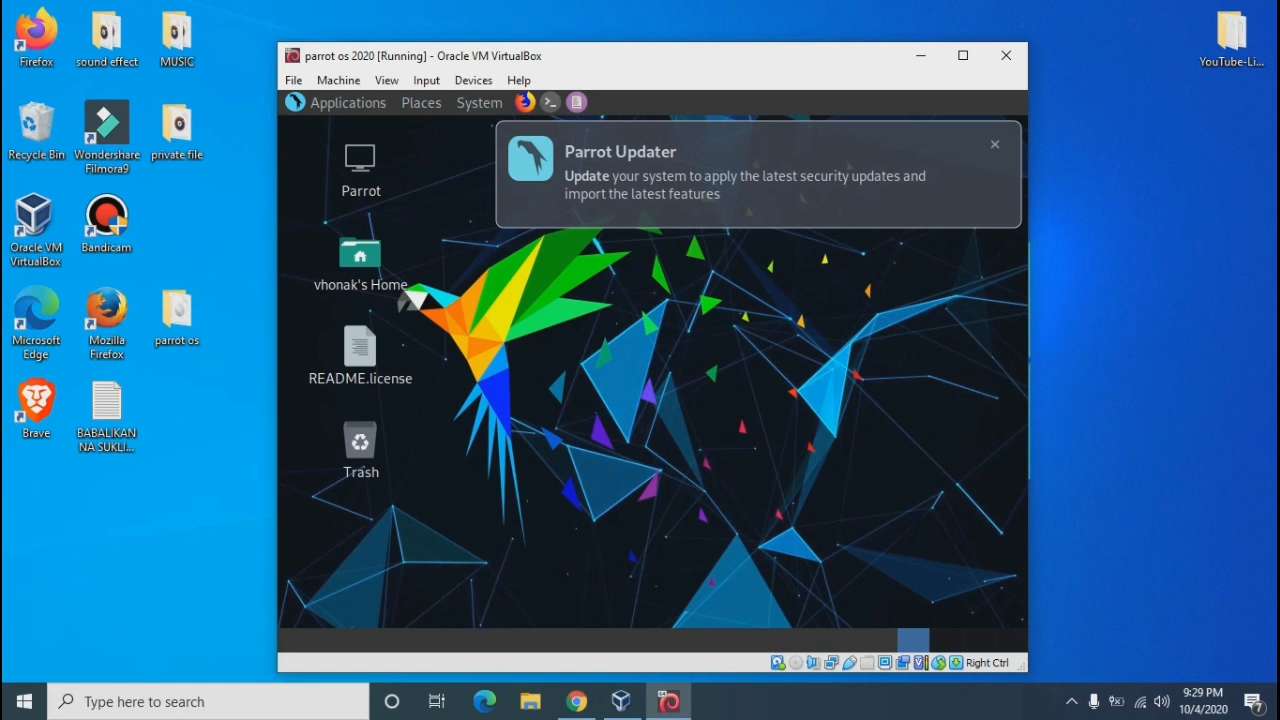 Firefox
sound effect
MUSIC
YouTube-Li...
Recycle Bin
Wondershare
Filmora9
private file
Oracle VM
VirtualBox
Bandicam
Microsoft
Edge
Mozilla
Firefox
parrot os
Brave
BABALIKAN
NA SUKLI...
parrot os 2020 [Running] - Oracle VM VirtualBox
File Machine View Input Devices Help
Applications Places System
Parrot Updater
Update your system to apply the latest security updates and
import the latest features
Parrot
vhonak's Home
README.license
Trash
Right Ctrl
Type here to search
9:29 PM
10/4/2020
7